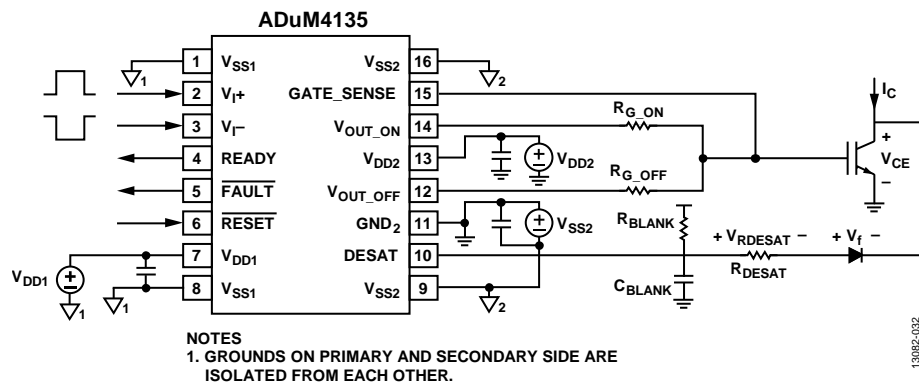 ADuM4135
1 VSS1
VSS2 16
2 VI+
GATE_SENSE 15
3 VI−
VOUT_ON 14
4 READY
VDD2 13
5 FAULT
VOUT_OFF 12
6 RESET
GND2 11
7 VDD1
DESAT 10
8 VSS1
VSS2 9
1
2
RG_ON
IC
+
VCE
−
VDD2
+
−
RG_OFF
VSS2
+
−
RBLANK
+ VRDESAT −
+ Vf −
RDESAT
CBLANK
VDD1
+
−
1
1
2
NOTES
1. GROUNDS ON PRIMARY AND SECONDARY SIDE ARE
ISOLATED FROM EACH OTHER.
13082-032